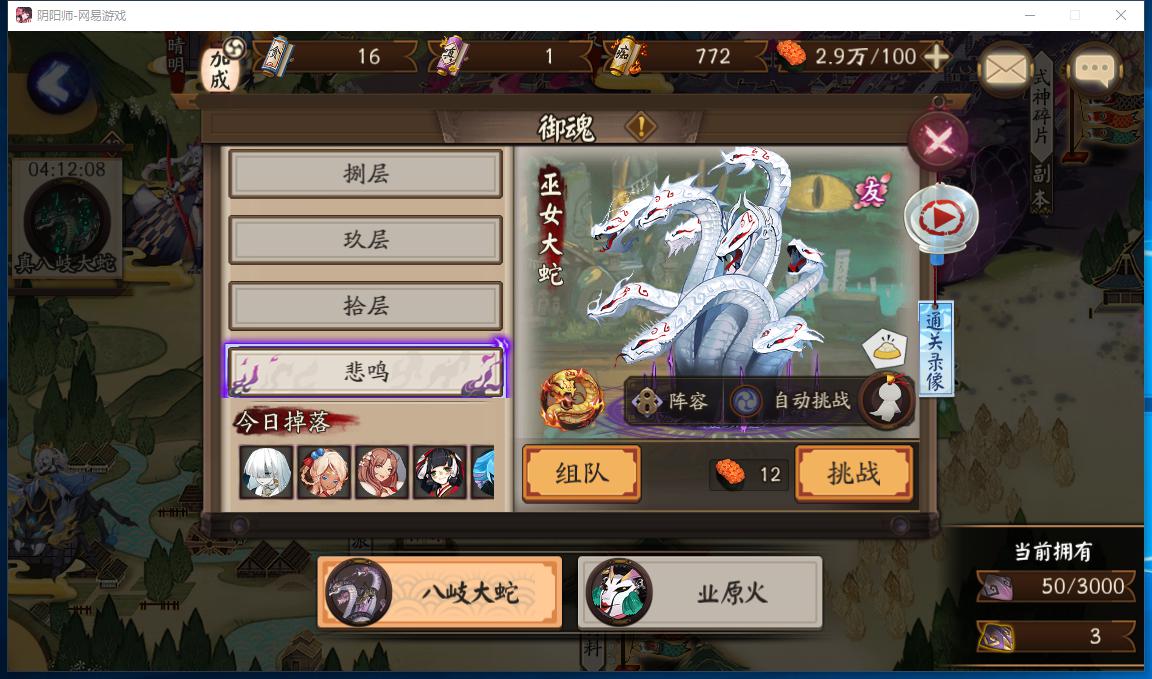 阴阳师-网易游戏
晴明
加成
16
1
772
2.9万/100
式神碎片
副本
御魂
04:12:08
真八岐大蛇
捌层
玖层
拾层
悲鸣
今日掉落
巫女大蛇
友
阵容
自动挑战
通关录像
组队
12
挑战
八岐大蛇
业原火
当前拥有
50/3000
3
料